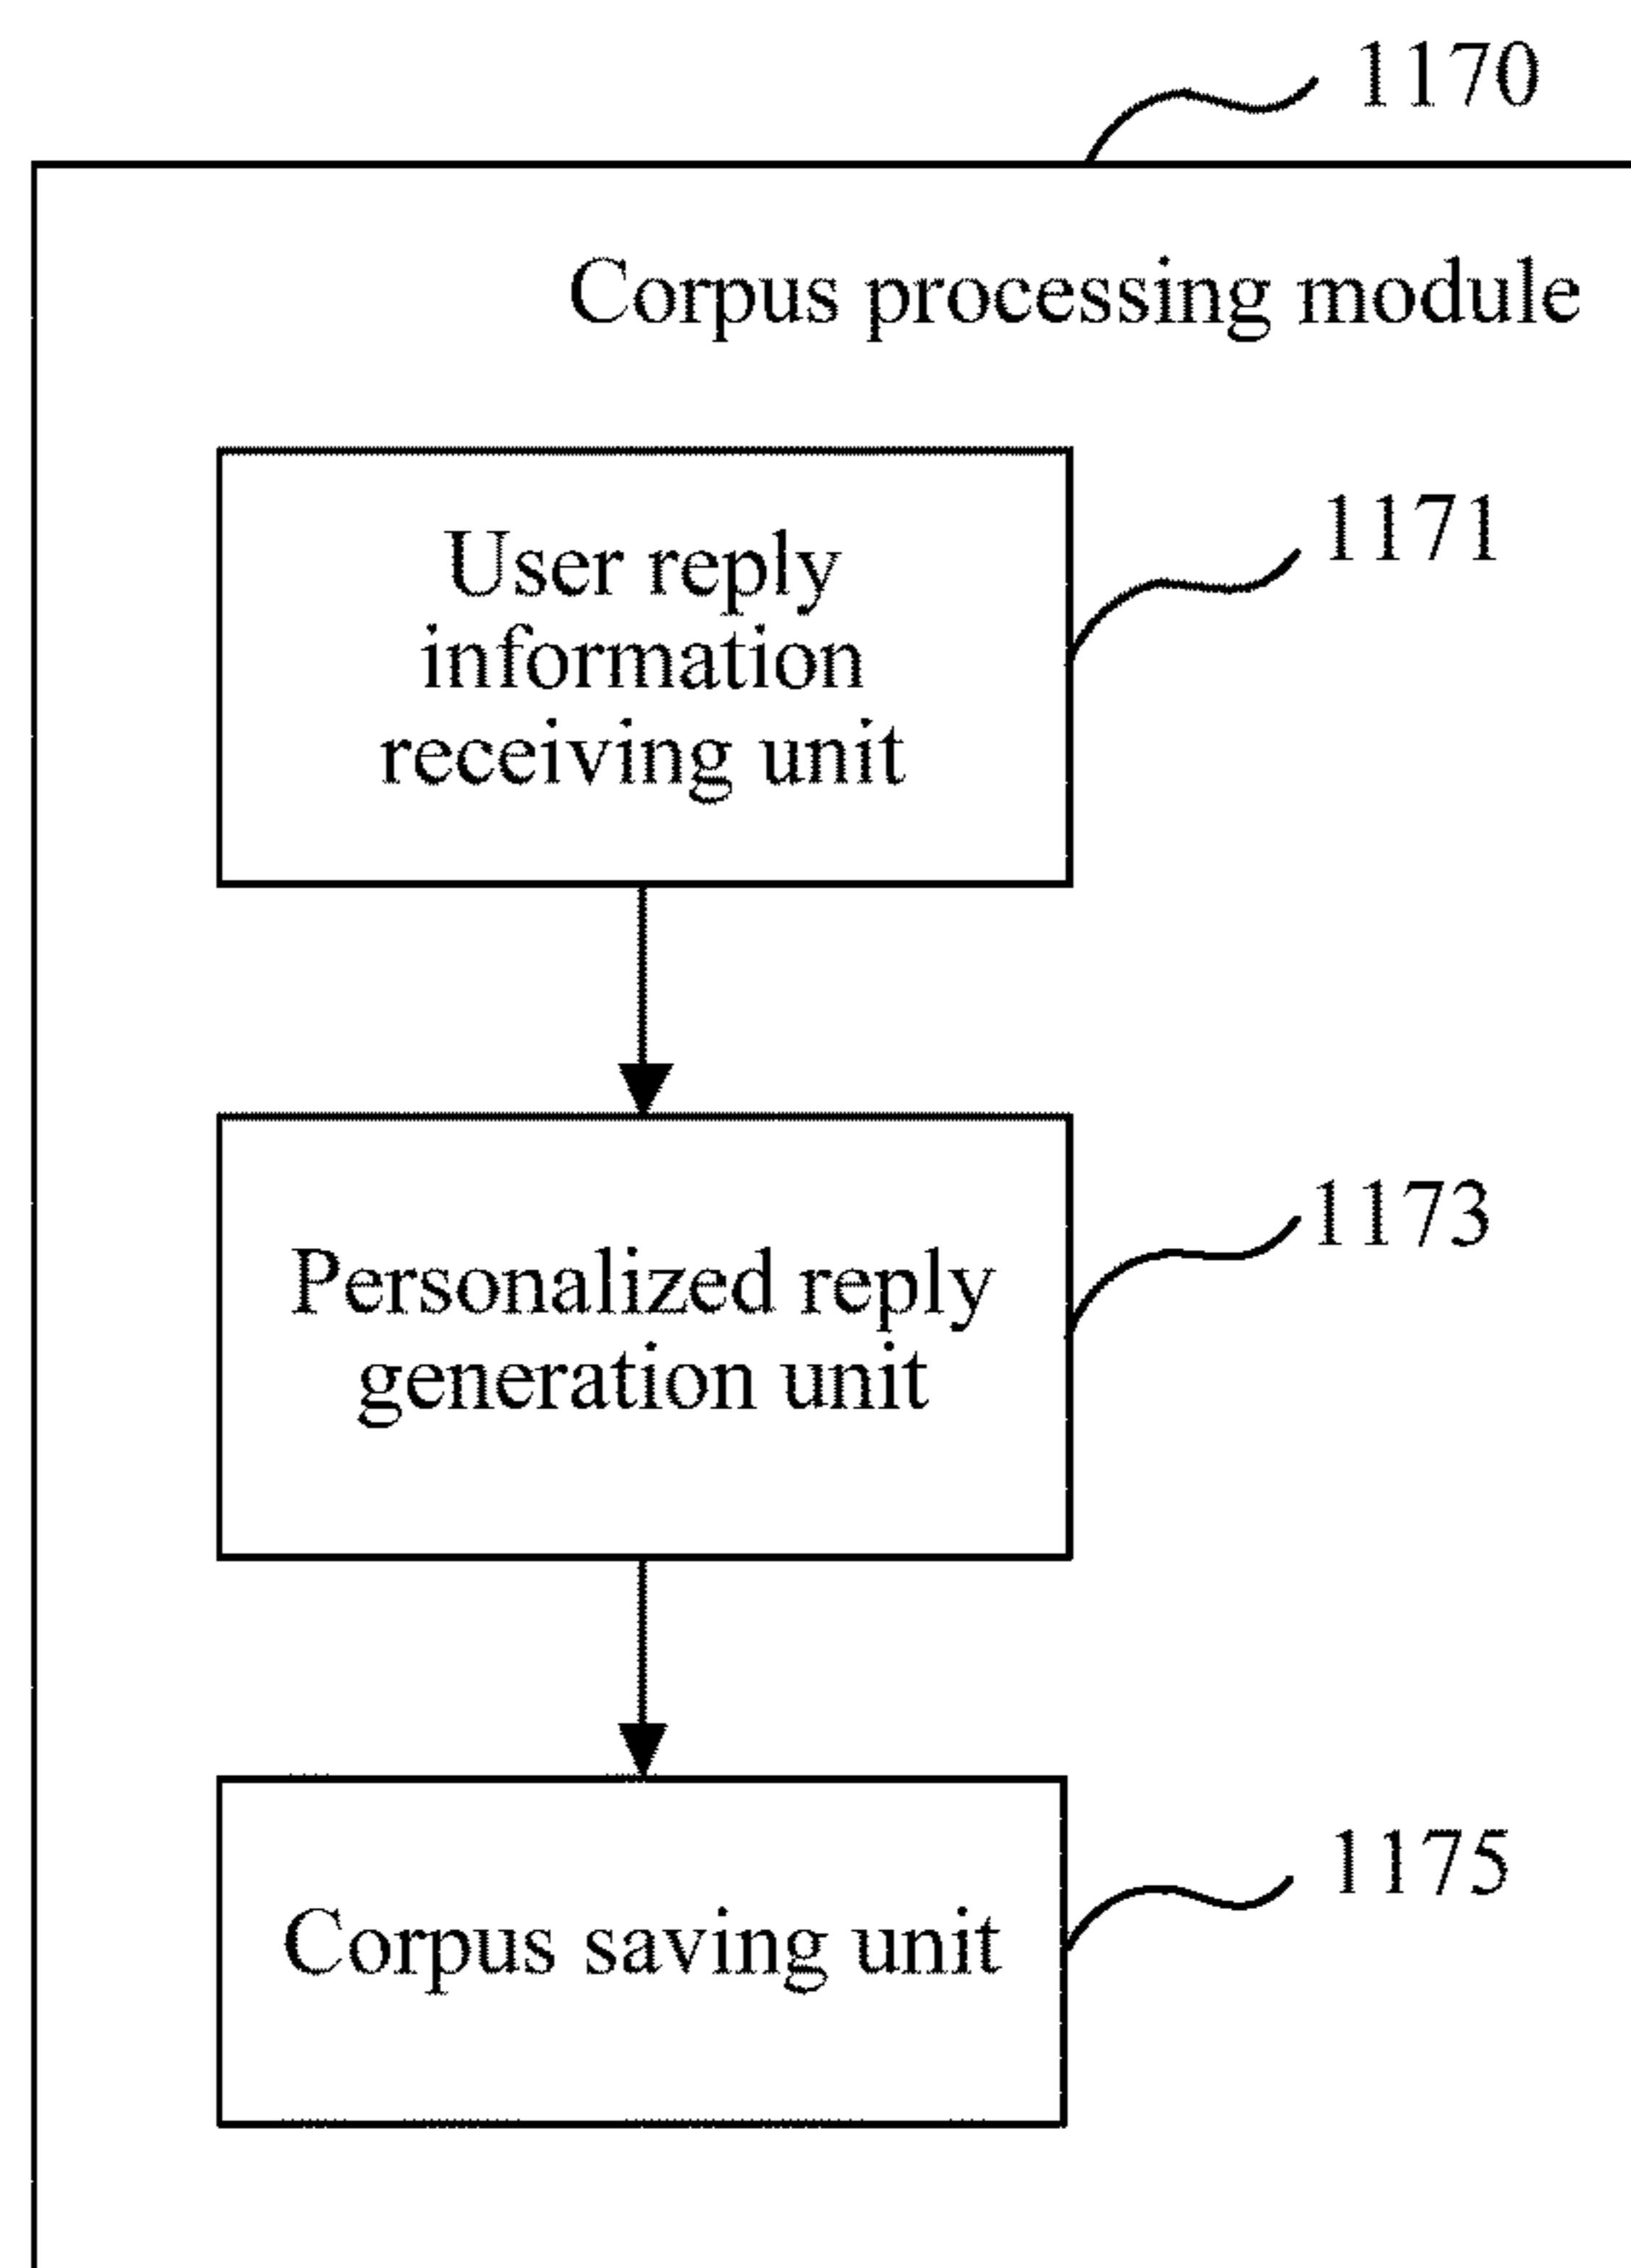 1170
Corpus processing module
User reply
information
receiving unit
1171
Personalized reply
generation unit
1173
Corpus saving unit
1175